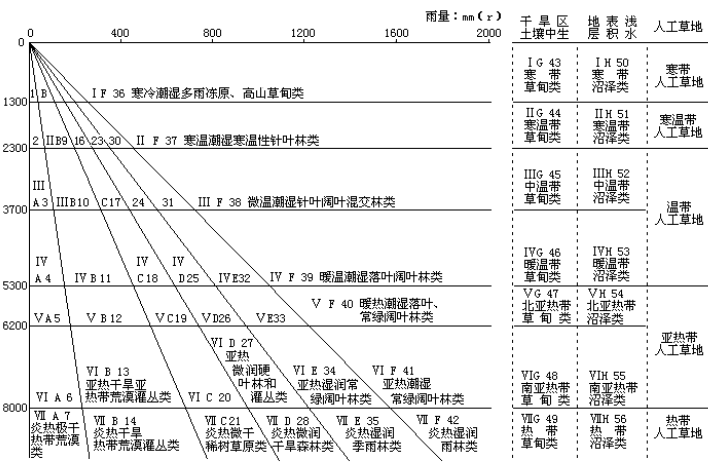 雨量：mm（r）
0 400 800 1200 1600 2000
干旱区 土壤中生
地表浅 层积水
人工草地
0
1300
2300
3700
5300
6200
8000
1 B
I F 36 寒冷潮湿多雨冻原、高山草甸类
I G 43 寒带 草甸类
I H 50 寒带 沼泽类
寒带 人工草地
2 IIB9 16 23 30 II F 37 寒温潮湿寒温性针叶林类
IIG 44 寒温带 草甸类
IIH 51 寒温带 沼泽类
寒温带 人工草地
III
A 3 IIIB10 C17 24 31 III F 38 微温潮湿针叶阔叶混交林类
IIIG 45 中温带 草甸类
IIIH 52 中温带 沼泽类
温带 人工草地
IV IV IV
A 4 IV B 11 C 18 D25 IVE32 IV F 39 暖温潮湿落叶阔叶林类
IVG 46 暖温带 草甸类
IVH 53 暖温带 沼泽类
V A 5 V B 12 V C19 V D26 V E33
V F 40 暖热潮湿落叶、
常绿阔叶林类
V G 47 北亚热带 草甸类
V H 54 北亚热带 沼泽类
亚热带 人工草地
VI A 6
VI B 13
亚热干旱亚
热带荒漠灌丛类
VI C 20
VI D 27
亚热
微润硬
叶林和
灌丛类
VI E 34
亚热湿润常
绿阔叶林类
VI F 41
亚热潮湿
常绿阔叶林类
VIG 48 南亚热带 草甸类
VIH 55 南亚热带 沼泽类
VII A 7
炎热极干
热带荒漠
类
VII B 14
炎热干旱
热带荒漠灌丛类
VII C21
炎热微干
稀树草原类
VII D 28
炎热微润
干旱森林类
VII E 35
炎热湿润
季雨林类
VII F 42
炎热湿润
雨林类
VIIG 49 热带 草甸类
VIIH 56 热带 沼泽类
热带 人工草地